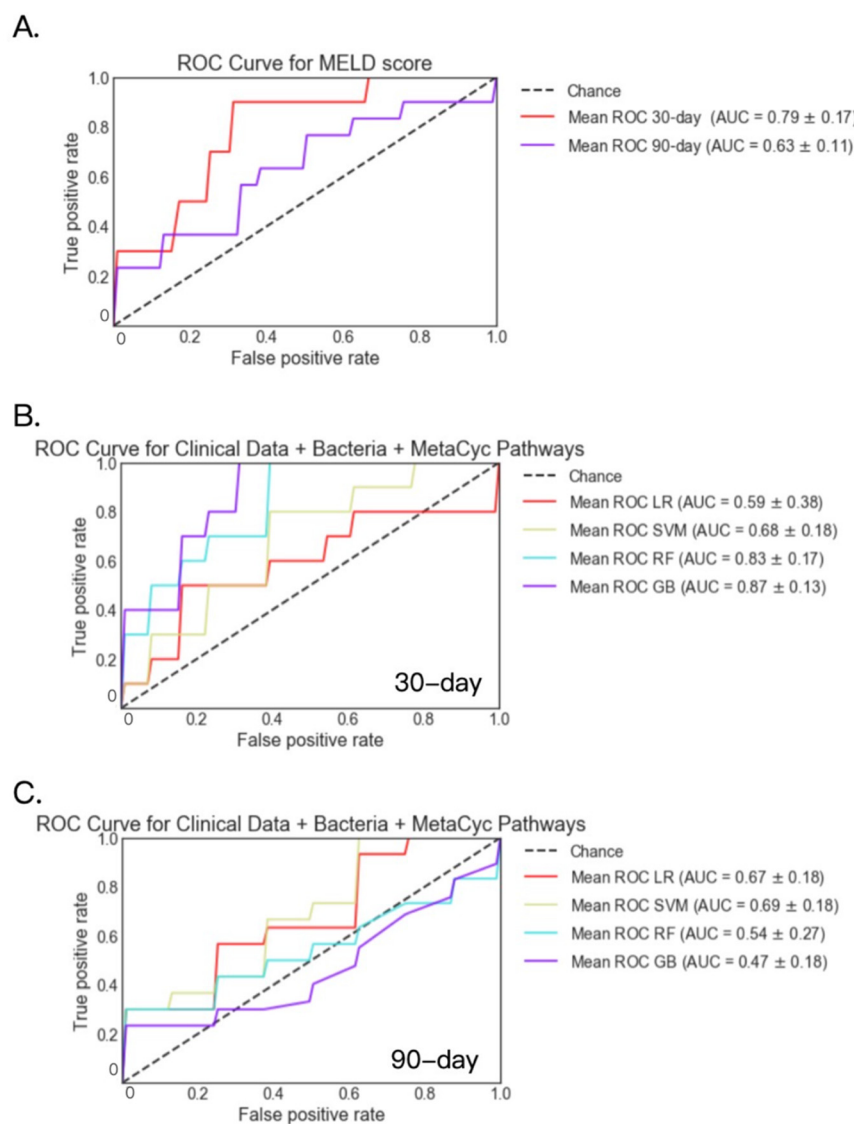 A.
ROC Curve for MELD score
1.0
0.8
0.6
0.4
0.2
0
True positive rate
0
0.2
0.4
0.6
0.8
1.0
False positive rate
Chance
Mean ROC 30-day (AUC = 0.79 ± 0.17)
Mean ROC 90-day (AUC = 0.63 ± 0.11)
B.
ROC Curve for Clinical Data + Bacteria + MetaCyc Pathways
1.0
0.8
0.6
0.4
0.2
0
True positive rate
0
0.2
0.4
0.6
0.8
1.0
False positive rate
30–day
Chance
Mean ROC LR (AUC = 0.59 ± 0.38)
Mean ROC SVM (AUC = 0.68 ± 0.18)
Mean ROC RF (AUC = 0.83 ± 0.17)
Mean ROC GB (AUC = 0.87 ± 0.13)
C.
ROC Curve for Clinical Data + Bacteria + MetaCyc Pathways
1.0
0.8
0.6
0.4
0.2
0
True positive rate
0
0.2
0.4
0.6
0.8
1.0
False positive rate
90–day
Chance
Mean ROC LR (AUC = 0.67 ± 0.18)
Mean ROC SVM (AUC = 0.69 ± 0.18)
Mean ROC RF (AUC = 0.54 ± 0.27)
Mean ROC GB (AUC = 0.47 ± 0.18)